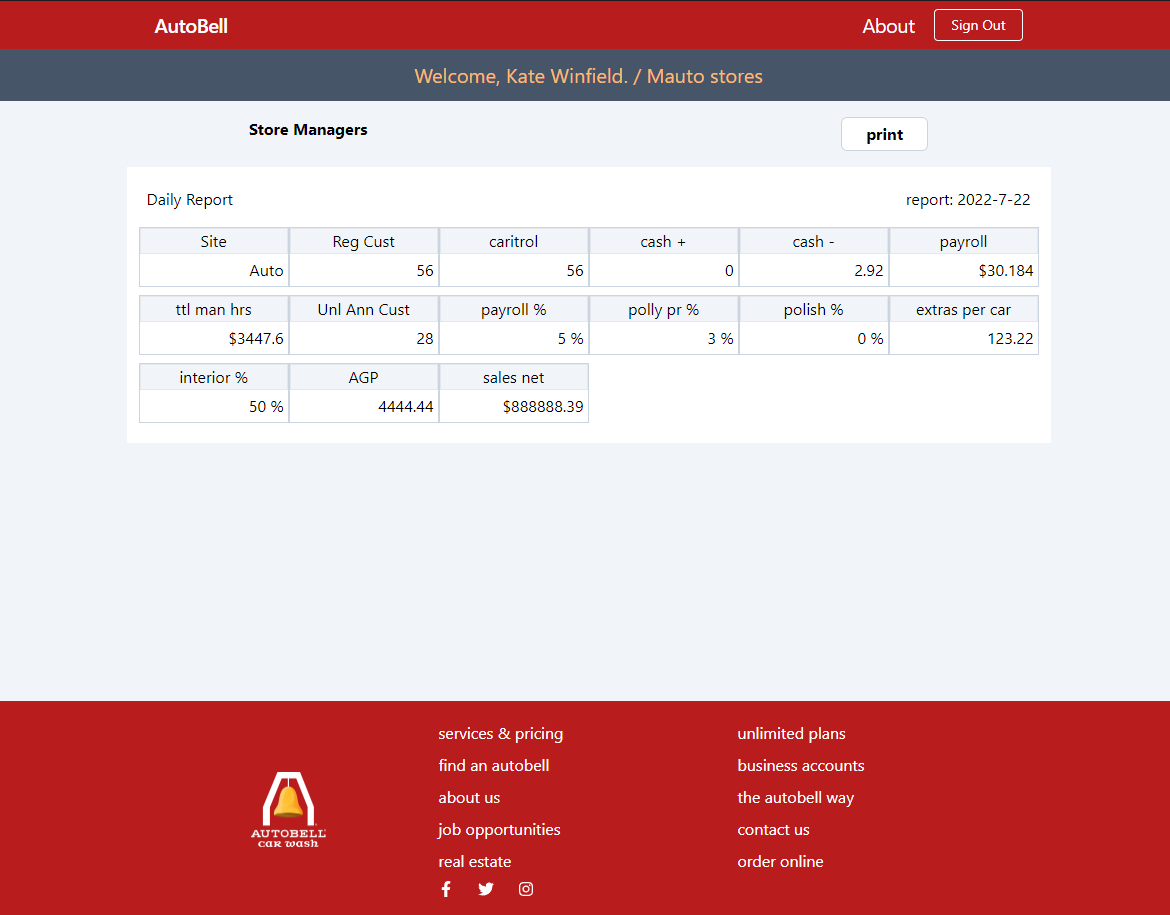 AutoBell
About
Sign Out
Welcome, Kate Winfield. / Mauto stores
Store Managers
print
Daily Report
report: 2022-7-22
Site Reg Cust caritrol cash + cash - payroll
Auto 56 56 0 2.92 $30.184
ttl man hrs Unl Ann Cust payroll % polly pr % polish % extras per car
$3447.6 28 5 % 3 % 0 % 123.22
interior % AGP sales net
50 % 4444.44 $888888.39
services & pricing
find an autobell
about us
job opportunities
real estate
unlimited plans
business accounts
the autobell way
contact us
order online
AUTOBELL
CAR WASH